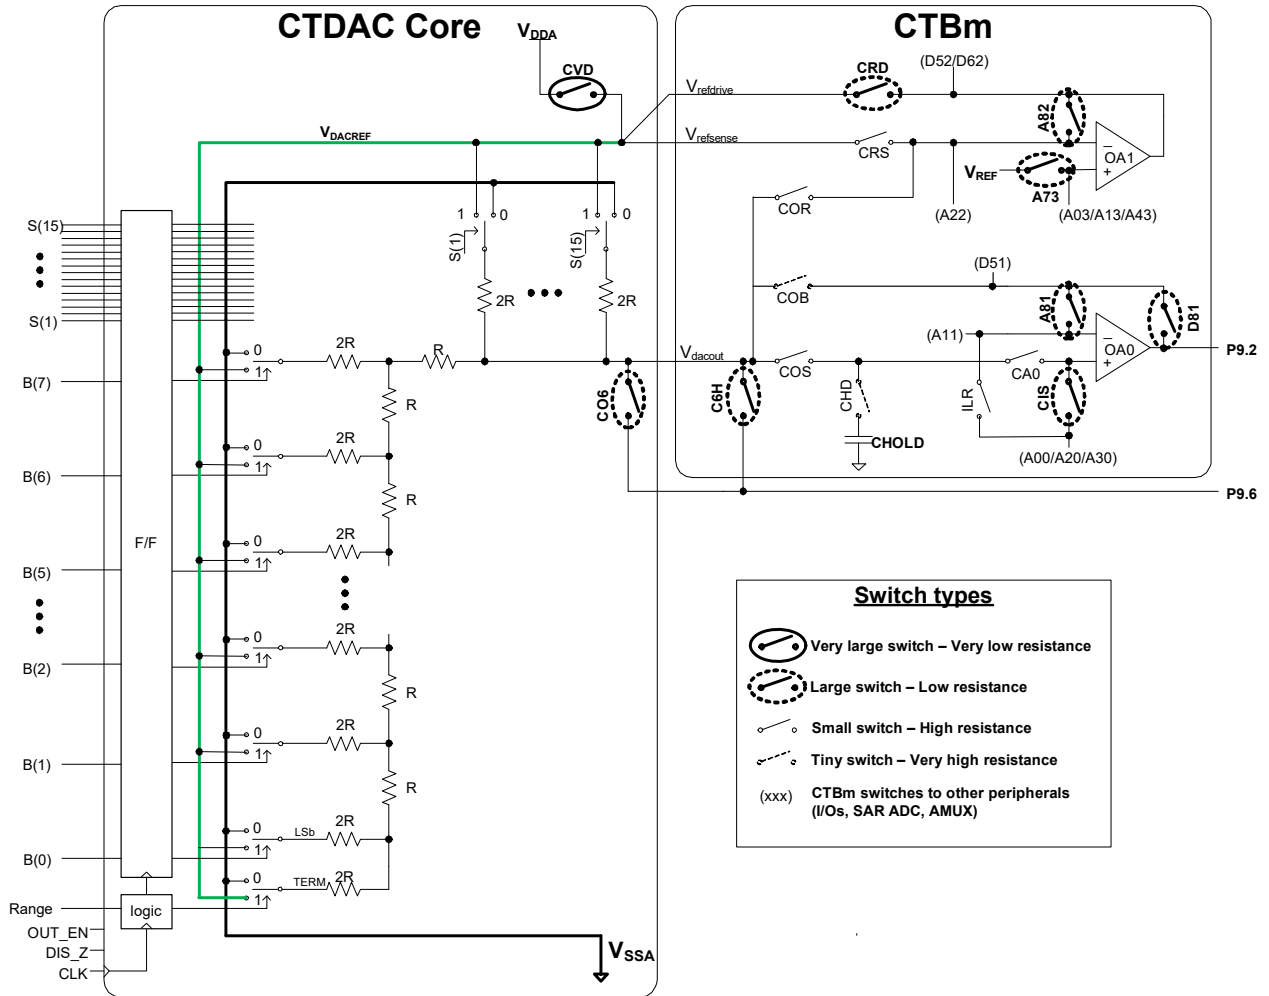 CTDAC Core
CTBm
VDDA
CVD
Vrefdrive
CRD
(D52/D62)
A82
VDACREF
Vrefsense
CRS
OA1
−
+
VREF
A73
COR
(A22)
(A03/A13/A43)
S(15)
S(1)
1 0
S(1)
1 0
S(15)
2R
2R
(D51)
COB
A81
D81
(A11)
OA0
−
+
P9.2
0
1
2R
R
Vdacout
COS
CA0
B(7)
R
CO6
C6H
CHD
ILR
CIS
CHOLD
(A00/A20/A30)
0
1
2R
B(6)
R
P9.6
F/F
0
1
2R
B(5)
0
1
2R
B(2)
R
0
1
2R
B(1)
R
0
1
LSb
2R
B(0)
0
1
TERM
2R
Range
logic
OUT_EN
DIS_Z
CLK
VSSA
Switch types
Very large switch – Very low resistance
Large switch – Low resistance
Small switch – High resistance
Tiny switch – Very high resistance
(xxx) CTBm switches to other peripherals
(I/Os, SAR ADC, AMUX)